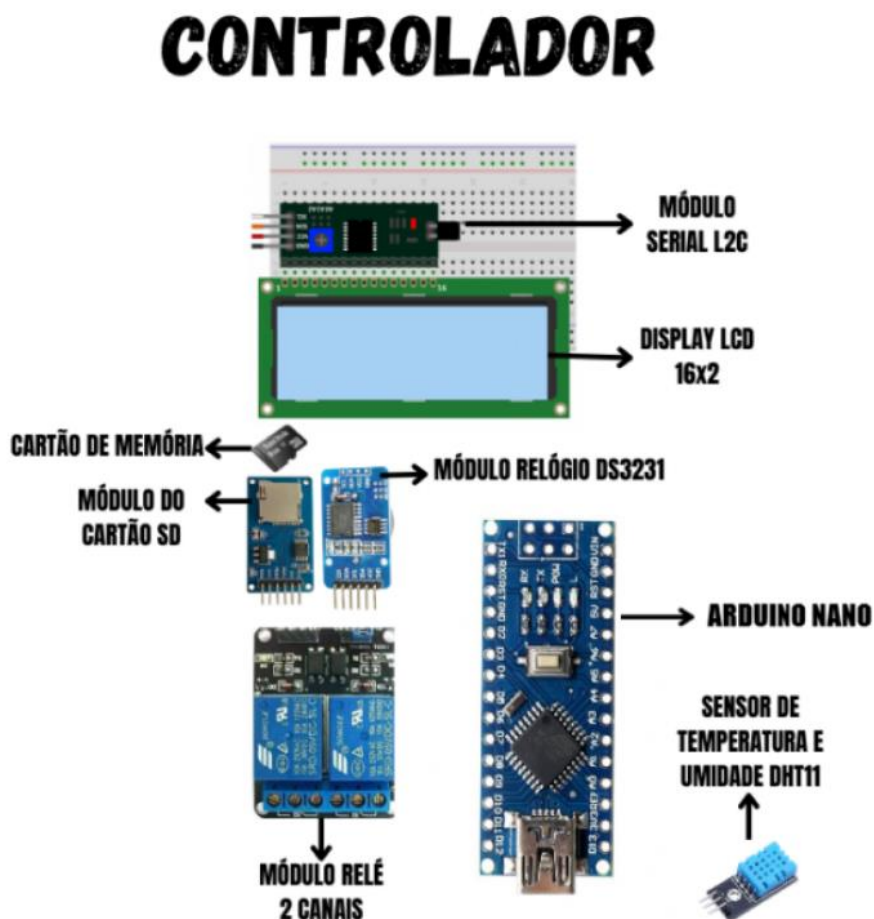 CONTROLADOR
MÓDULO
SERIAL L2C
DISPLAY LCD
16x2
CARTÃO DE MEMÓRIA
MÓDULO RELÓGIO DS3231
MÓDULO DO
CARTÃO SD
ARDUINO NANO
SENSOR DE
TEMPERATURA E
UMIDADE DHT11
MÓDULO RELÉ
2 CANAIS